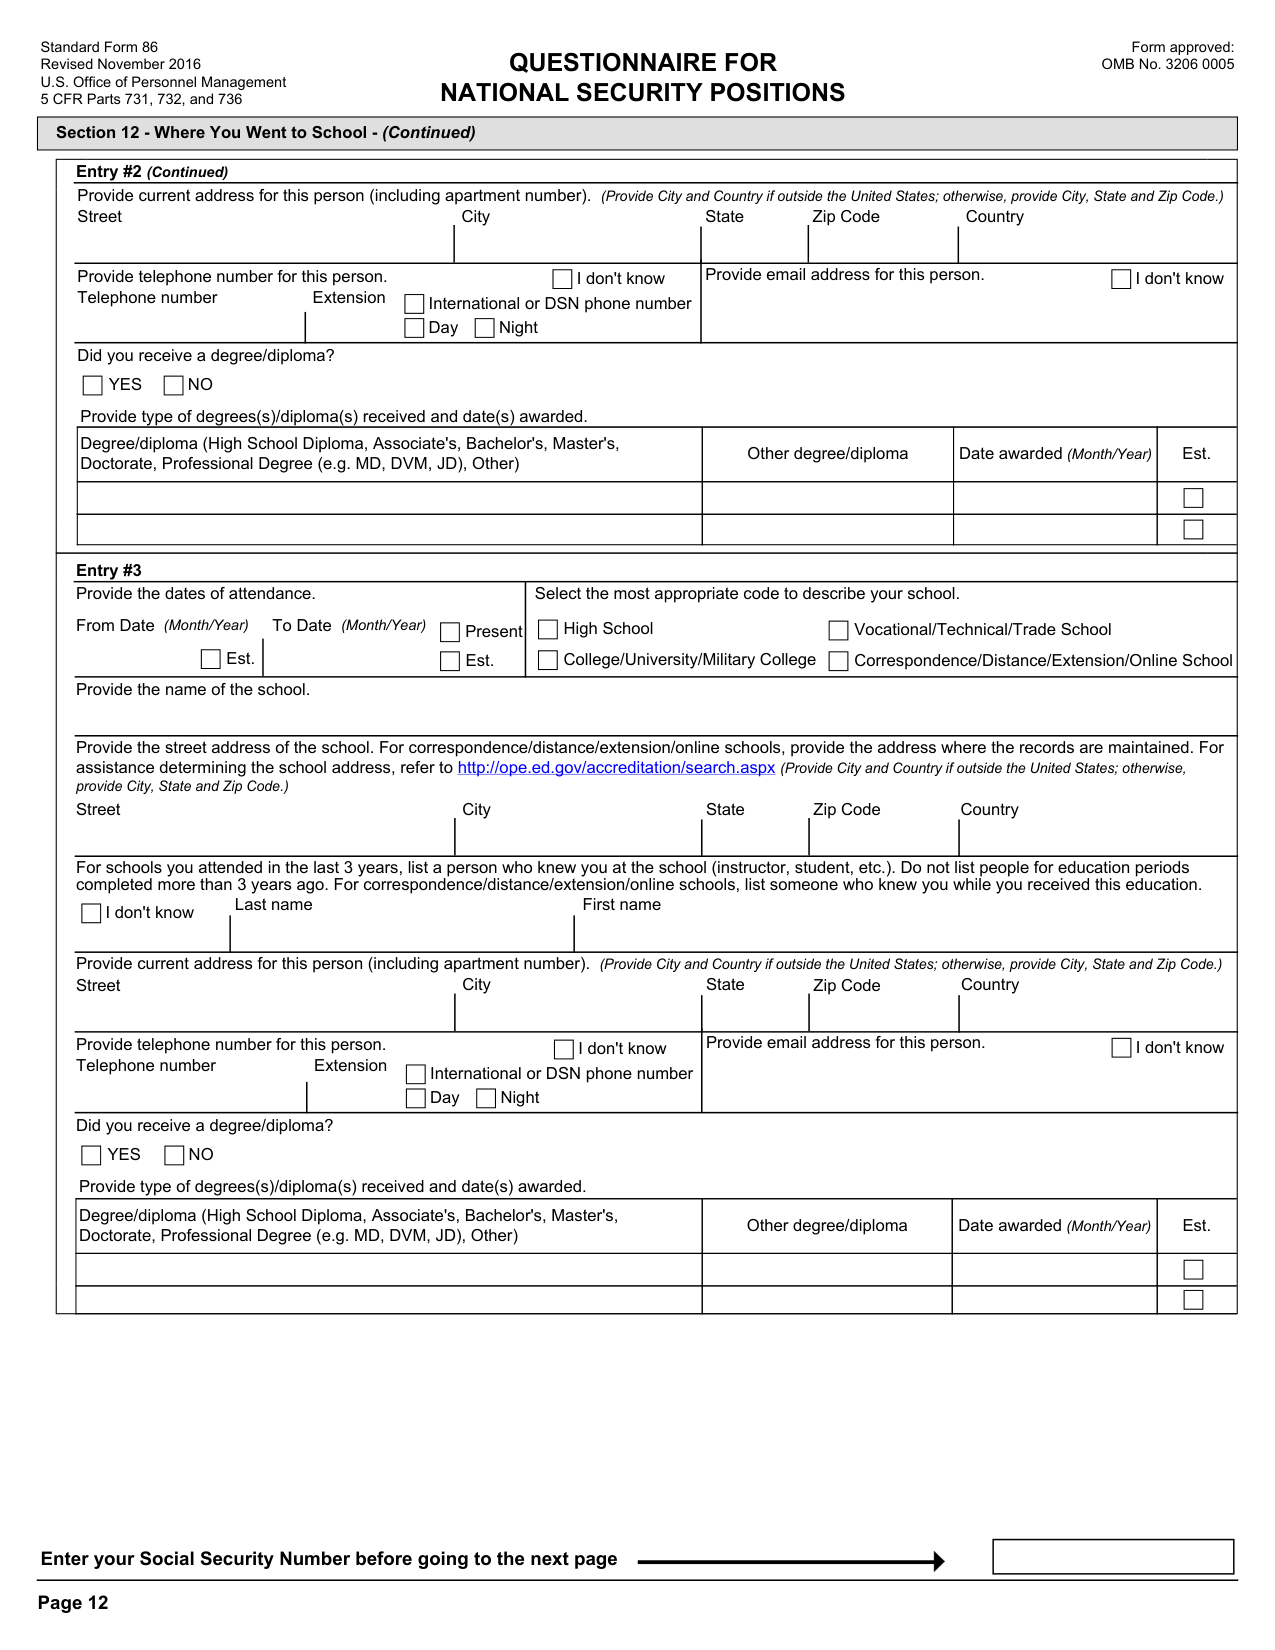 Standard Form 86
Revised November 2016
U.S. Office of Personnel Management
5 CFR Parts 731, 732, and 736
QUESTIONNAIRE FOR
NATIONAL SECURITY POSITIONS
Form approved:
OMB No. 3206 0005
Section 12 - Where You Went to School - (Continued)
Entry #2 (Continued)
Provide current address for this person (including apartment number). (Provide City and Country if outside the United States; otherwise, provide City, State and Zip Code.)
Street City State Zip Code Country
Provide telephone number for this person. I don't know
Telephone number Extension
International or DSN phone number
Day Night
Provide email address for this person. I don't know
Did you receive a degree/diploma?
YES NO
Provide type of degrees(s)/diploma(s) received and date(s) awarded.
Degree/diploma (High School Diploma, Associate's, Bachelor's, Master's,
Doctorate, Professional Degree (e.g. MD, DVM, JD), Other)
Other degree/diploma
Date awarded (Month/Year)
Est.
Entry #3
Provide the dates of attendance.
From Date (Month/Year) To Date (Month/Year) Present
Est. Est.
Select the most appropriate code to describe your school.
High School Vocational/Technical/Trade School
College/University/Military College Correspondence/Distance/Extension/Online School
Provide the name of the school.
Provide the street address of the school. For correspondence/distance/extension/online schools, provide the address where the records are maintained. For
assistance determining the school address, refer to http://ope.ed.gov/accreditation/search.aspx (Provide City and Country if outside the United States; otherwise,
provide City, State and Zip Code.)
Street City State Zip Code Country
For schools you attended in the last 3 years, list a person who knew you at the school (instructor, student, etc.). Do not list people for education periods
completed more than 3 years ago. For correspondence/distance/extension/online schools, list someone who knew you while you received this education.
I don't know Last name First name
Provide current address for this person (including apartment number). (Provide City and Country if outside the United States; otherwise, provide City, State and Zip Code.)
Street City State Zip Code Country
Provide telephone number for this person. I don't know
Telephone number Extension
International or DSN phone number
Day Night
Provide email address for this person. I don't know
Did you receive a degree/diploma?
YES NO
Provide type of degrees(s)/diploma(s) received and date(s) awarded.
Degree/diploma (High School Diploma, Associate's, Bachelor's, Master's,
Doctorate, Professional Degree (e.g. MD, DVM, JD), Other)
Other degree/diploma
Date awarded (Month/Year)
Est.
Enter your Social Security Number before going to the next page
Page 12